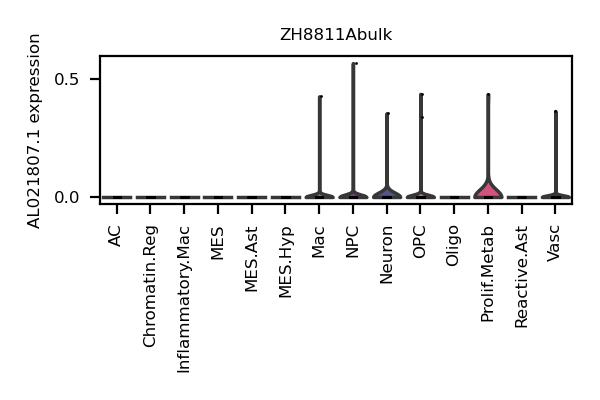 ZH8811Abulk
AL021807.1 expression
0.5
0.0
AC
Chromatin.Reg
Inflammatory.Mac
MES
MES.Ast
MES.Hyp
Mac
NPC
Neuron
OPC
Oligo
Prolif.Metab
Reactive.Ast
Vasc